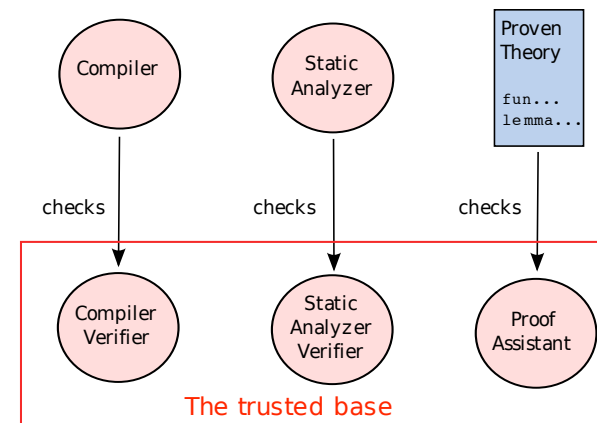 Compiler
Static
Analyzer
Proven
Theory
fun...
lemma...
checks
checks
checks
Compiler
Verifier
Static
Analyzer
Verifier
Proof
Assistant
The trusted base